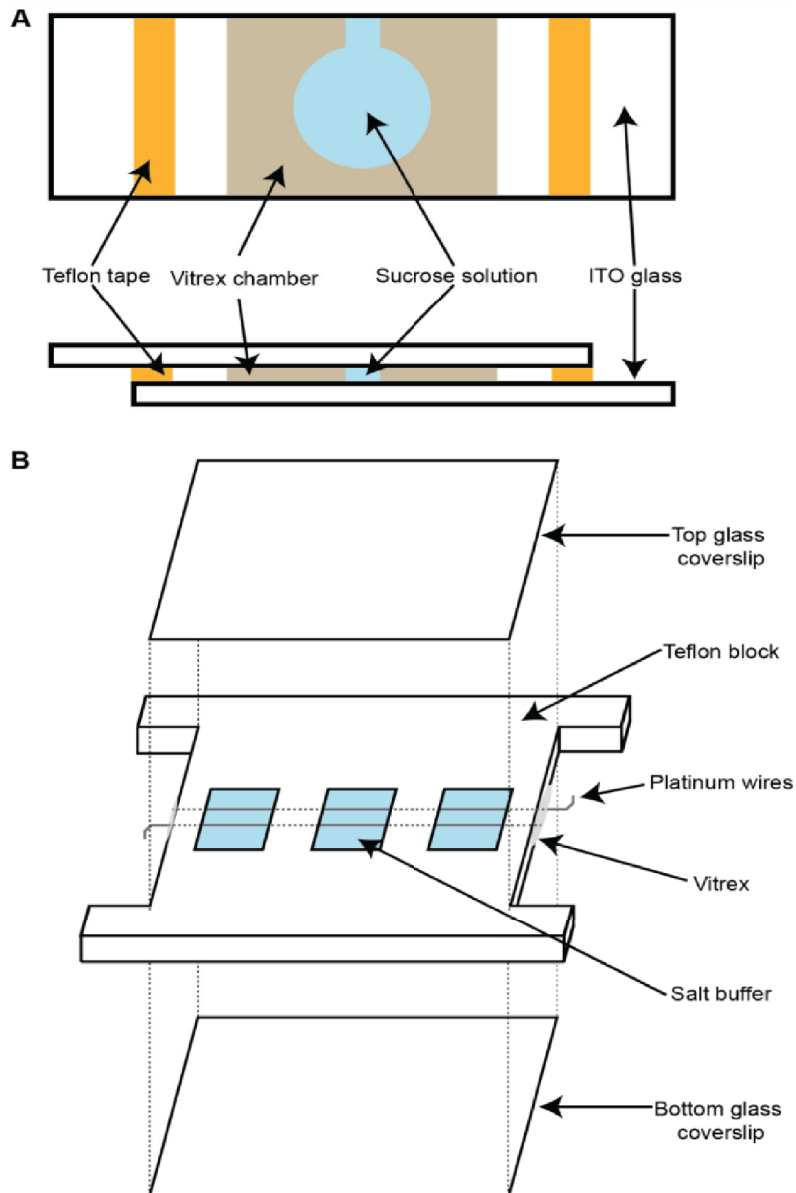 A
Teflon tape
Vitrex chamber
Sucrose solution
ITO glass
B
Top glass
coverslip
Teflon block
Platinum wires
Vitrex
Salt buffer
Bottom glass
coverslip